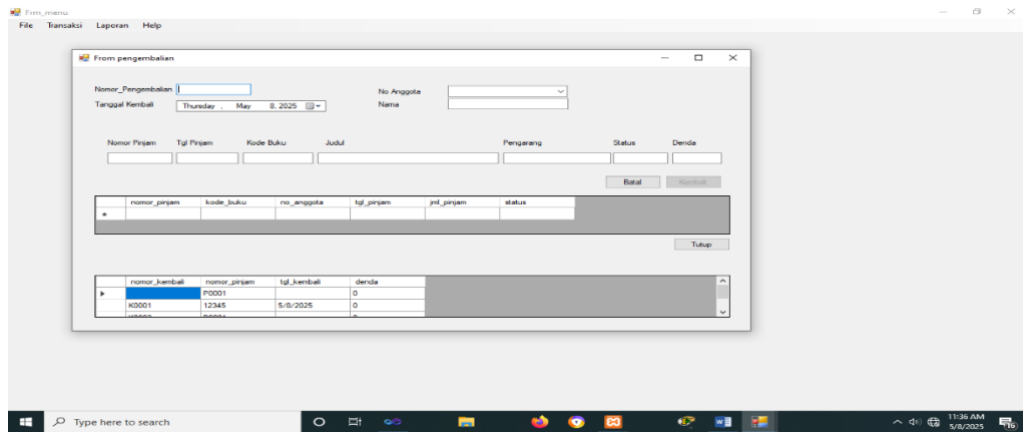 Frm_menu
File Transaksi Laporan Help
From pengembalian
Nomor_Pengembalian
No Anggota
Tanggal Kembali Thursday , May 8, 2025
Nama
Nomor Pinjam Tgl Pinjam Kode Buku Judul Pengarang Status Denda
Batal Kembali
nomor_pinjam kode_buku no_anggota tgl_pinjam jml_pinjam status
Tutup
nomor_kembali nomor_pinjam tgl_kembali denda
P0001 0
K0001 12345 5/8/2025 0
Type here to search
11:36 AM
5/8/2025